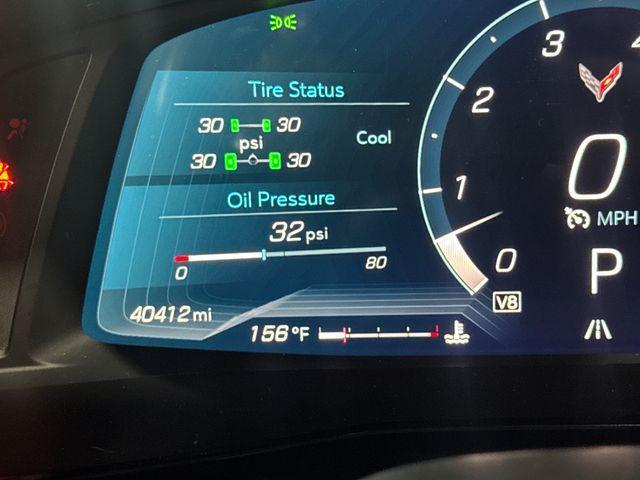 Tire Status
30 30
psi
Cool
30 30
Oil Pressure
32 psi
0 80
40412 mi
156 °F
0
1
2
3
4
0
MPH
P
V8